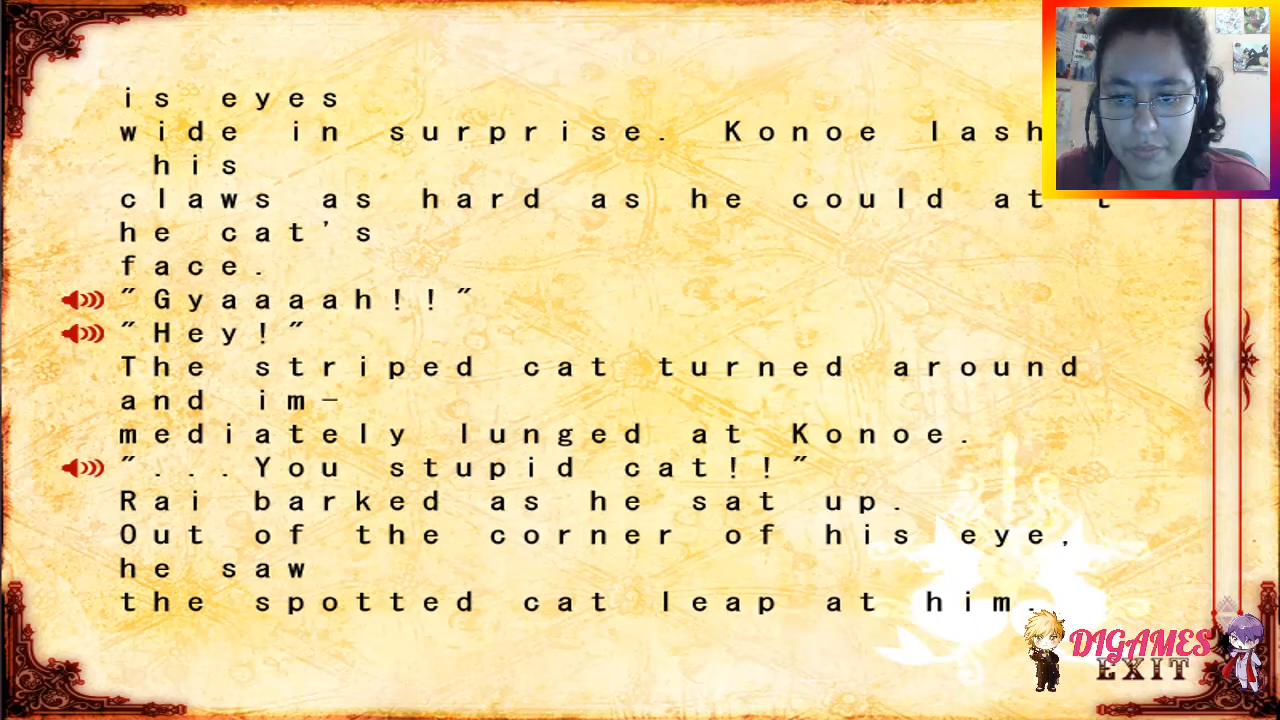 is eyes
wide in surprise. Konoe lash
his
claws as hard as he could at t
he cat's
face.
"Gyaaaah!!"
"Hey!"
The striped cat turned around
and im-
mediately lunged at Konoe.
"...You stupid cat!!"
Rai barked as he sat up.
Out of the corner of his eye,
he saw
the spotted cat leap at him.
DIGAMES
EXIT